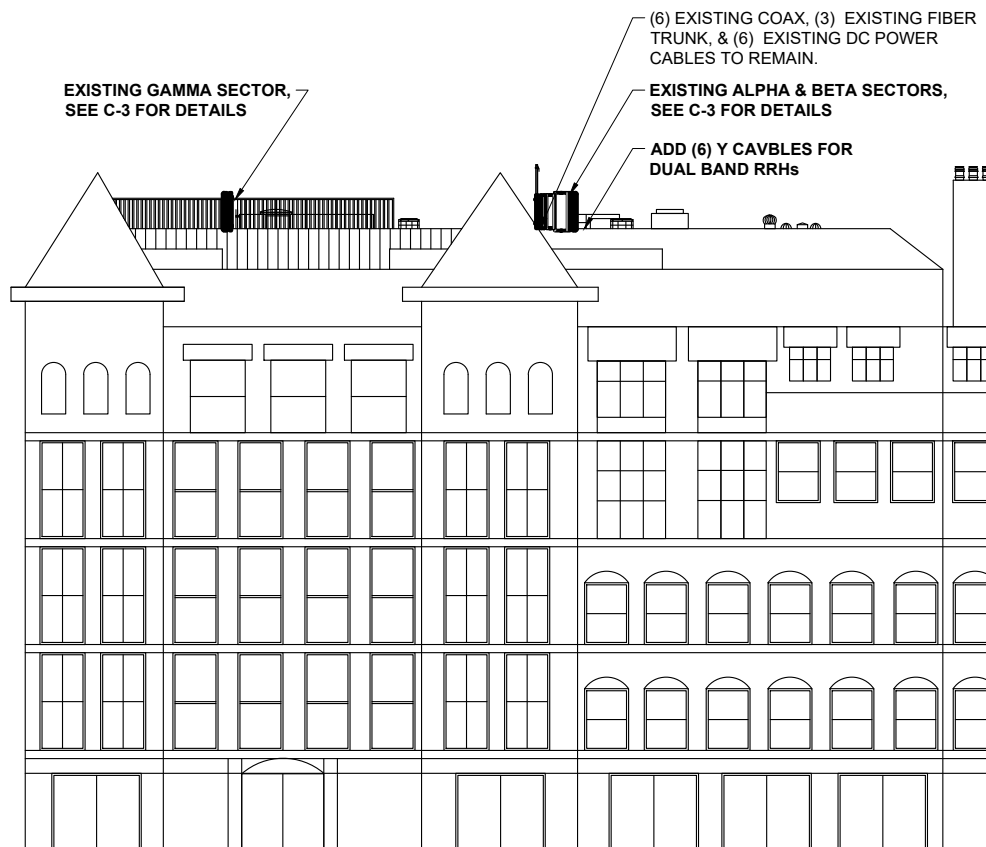 (6) EXISTING COAX, (3) EXISTING FIBER
TRUNK, & (6) EXISTING DC POWER
CABLES TO REMAIN.
EXISTING GAMMA SECTOR,
SEE C-3 FOR DETAILS
EXISTING ALPHA & BETA SECTORS,
SEE C-3 FOR DETAILS
ADD (6) Y CAVBLES FOR
DUAL BAND RRHs